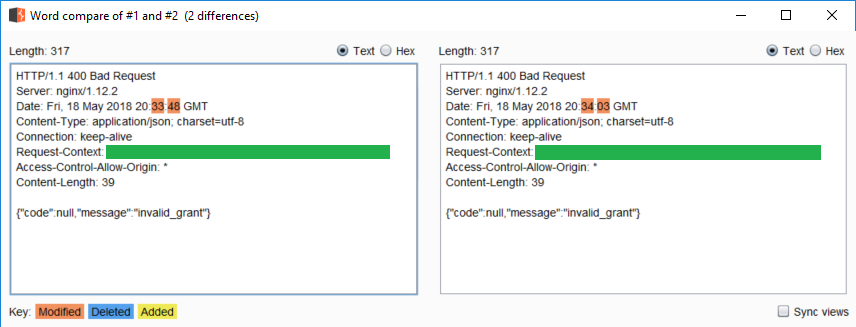 Word compare of #1 and #2 (2 differences)
Length: 317
Text Hex
HTTP/1.1 400 Bad Request
Server: nginx/1.12.2
Date: Fri, 18 May 2018 20:33:48 GMT
Content-Type: application/json; charset=utf-8
Connection: keep-alive
Request-Context:
Access-Control-Allow-Origin: *
Content-Length: 39
{"code":null,"message":"invalid_grant"}
Length: 317
Text Hex
HTTP/1.1 400 Bad Request
Server: nginx/1.12.2
Date: Fri, 18 May 2018 20:34:03 GMT
Content-Type: application/json; charset=utf-8
Connection: keep-alive
Request-Context:
Access-Control-Allow-Origin: *
Content-Length: 39
{"code":null,"message":"invalid_grant"}
Key: Modified Deleted Added
Sync views